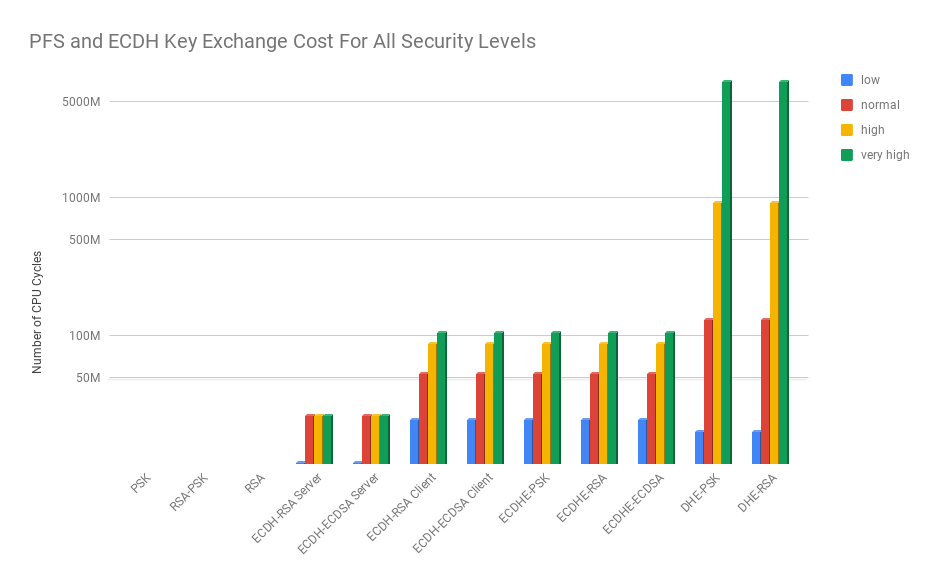 PFS and ECDH Key Exchange Cost For All Security Levels
low
normal
high
very high
Number of CPU Cycles
5000M
1000M
500M
100M
50M
PSK
RSA-PSK
RSA
ECDH-RSA Server
ECDH-ECDSA Server
ECDH-RSA Client
ECDH-ECDSA Client
ECDHE-PSK
ECDHE-RSA
ECDHE-ECDSA
DHE-PSK
DHE-RSA